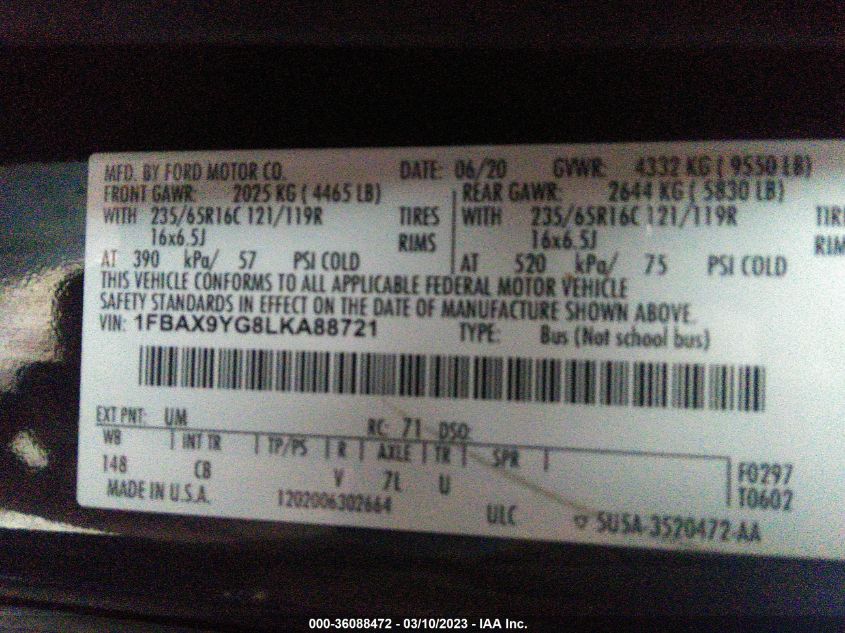 MFD. BY FORD MOTOR CO. DATE: 06/20 GVWR: 4332 KG ( 9550 LB)
FRONT GAWR: 2025 KG ( 4465 LB) REAR GAWR: 2644 KG ( 5830 LB)
WITH 235/65R16C 121/119R TIRES WITH 235/65R16C 121/119R TIRE
16x6.5J RIMS 16x6.5J RIM
AT 390 kPa/ 57 PSI COLD AT 520 kPa/ 75 PSI COLD
THIS VEHICLE CONFORMS TO ALL APPLICABLE FEDERAL MOTOR VEHICLE
SAFETY STANDARDS IN EFFECT ON THE DATE OF MANUFACTURE SHOWN ABOVE.
VIN: 1FBAX9YG8LKA88721 TYPE: Bus (Not school bus)
EXT PNT: UM RC: 71 DSO:
WB INT TR TP/PS R AXLE TR SPR
148 CB V 7L U F0297
T0602
MADE IN U.S.A. 1202006302664 ULC ▽ 5U5A-3520472-AA
000-36088472 - 03/10/2023 - IAA Inc.